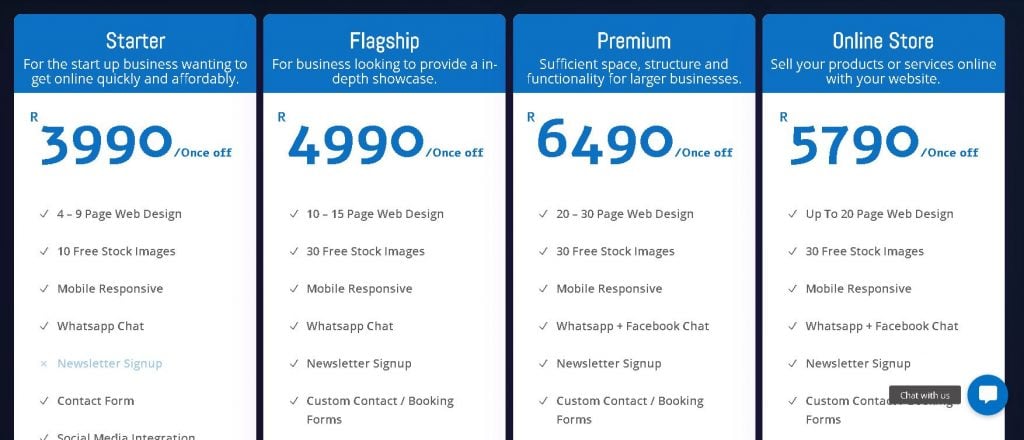 Starter
For the start up business wanting to
get online quickly and affordably.
R
3990/Once off
4 – 9 Page Web Design
10 Free Stock Images
Mobile Responsive
Whatsapp Chat
Newsletter Signup
Contact Form
Social Media Integration
Flagship
For business looking to provide a in-
depth showcase.
R
4990/Once off
10 – 15 Page Web Design
30 Free Stock Images
Mobile Responsive
Whatsapp Chat
Newsletter Signup
Custom Contact / Booking
Forms
Premium
Sufficient space, structure and
functionality for larger businesses.
R
6490/Once off
20 – 30 Page Web Design
30 Free Stock Images
Mobile Responsive
Whatsapp + Facebook Chat
Newsletter Signup
Custom Contact / Booking
Forms
Online Store
Sell your products or services online
with your website.
R
5790/Once off
Up To 20 Page Web Design
30 Free Stock Images
Mobile Responsive
Whatsapp + Facebook Chat
Newsletter Signup
Custom Contact / Booking
Forms
Chat with us